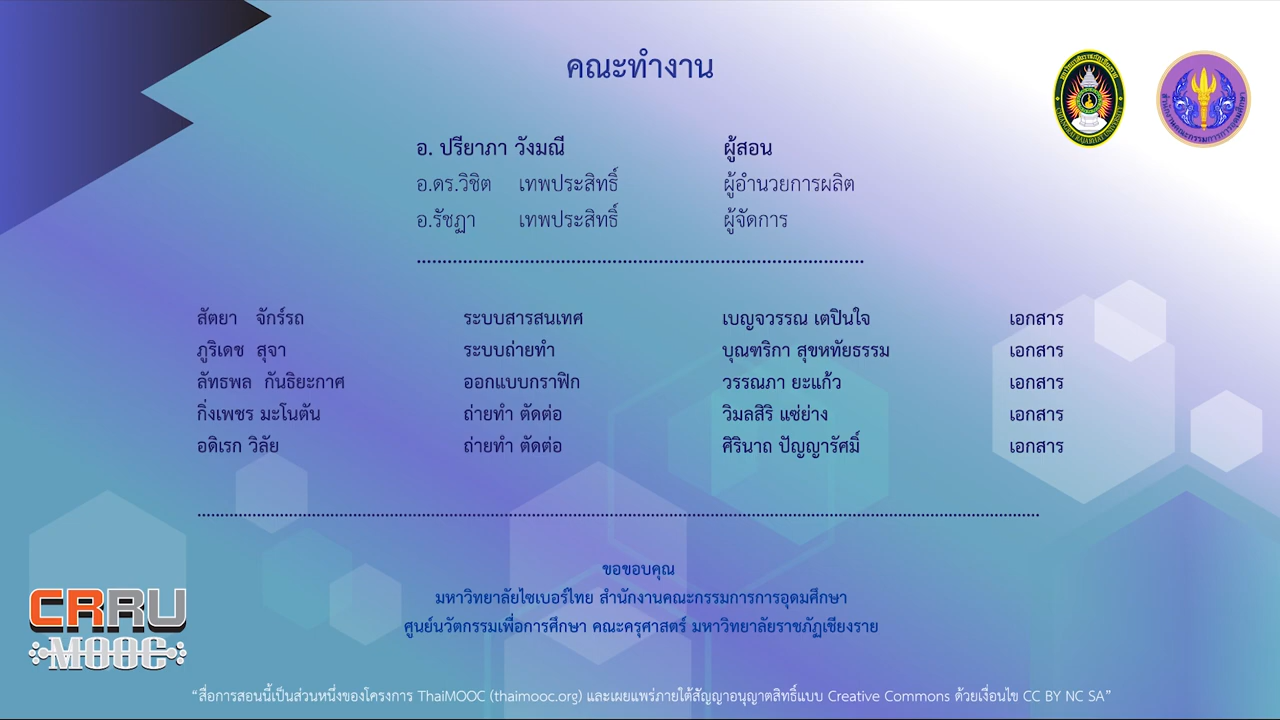 คณะทำงาน
อ. ปรียาภา วังมณี ผู้สอน
อ.ดร.วิชิต เทพประสิทธิ์ ผู้อำนวยการผลิต
อ.รัชฎา เทพประสิทธิ์ ผู้จัดการ
สัตยา จักร์รถ ระบบสารสนเทศ เบญจวรรณ เตปินใจ เอกสาร
ภูริเดช สุจา ระบบถ่ายทำ บุณฑริกา สุขหทัยธรรม เอกสาร
ลัทธพล กันธิยะกาศ ออกแบบกราฟิก วรรณภา ยะแก้ว เอกสาร
กิ่งเพชร มะโนตัน ถ่ายทำ ตัดต่อ วิมลสิริ แซ่ย่าง เอกสาร
อดิเรก วิลัย ถ่ายทำ ตัดต่อ ศิรินาถ ปัญญารัศมิ์ เอกสาร
ขอขอบคุณ
มหาวิทยาลัยไซเบอร์ไทย สำนักงานคณะกรรมการการอุดมศึกษา
ศูนย์นวัตกรรมเพื่อการศึกษา คณะครุศาสตร์ มหาวิทยาลัยราชภัฏเชียงราย
CRRU
MOOC
“สื่อการสอนนี้เป็นส่วนหนึ่งของโครงการ ThaiMOOC (thaimooc.org) และเผยแพร่ภายใต้สัญญาอนุญาตสิทธิ์แบบ Creative Commons ด้วยเงื่อนไข CC BY NC SA”